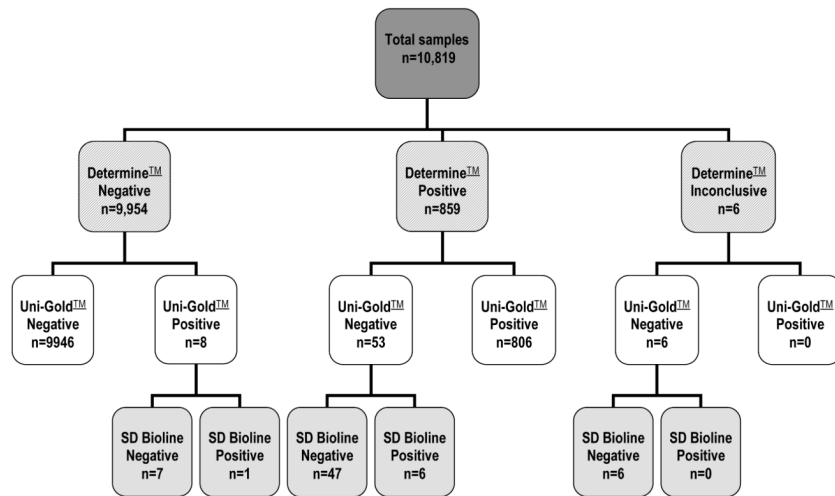 Total samples
n=10,819
Determine™
Negative
n=9,954
Determine™
Positive
n=859
Determine™
Inconclusive
n=6
Uni-Gold™
Negative
n=9946
Uni-Gold™
Positive
n=8
Uni-Gold™
Negative
n=53
Uni-Gold™
Positive
n=806
Uni-Gold™
Negative
n=6
Uni-Gold™
Positive
n=0
SD Bioline
Negative
n=7
SD Bioline
Positive
n=1
SD Bioline
Negative
n=47
SD Bioline
Positive
n=6
SD Bioline
Negative
n=6
SD Bioline
Positive
n=0